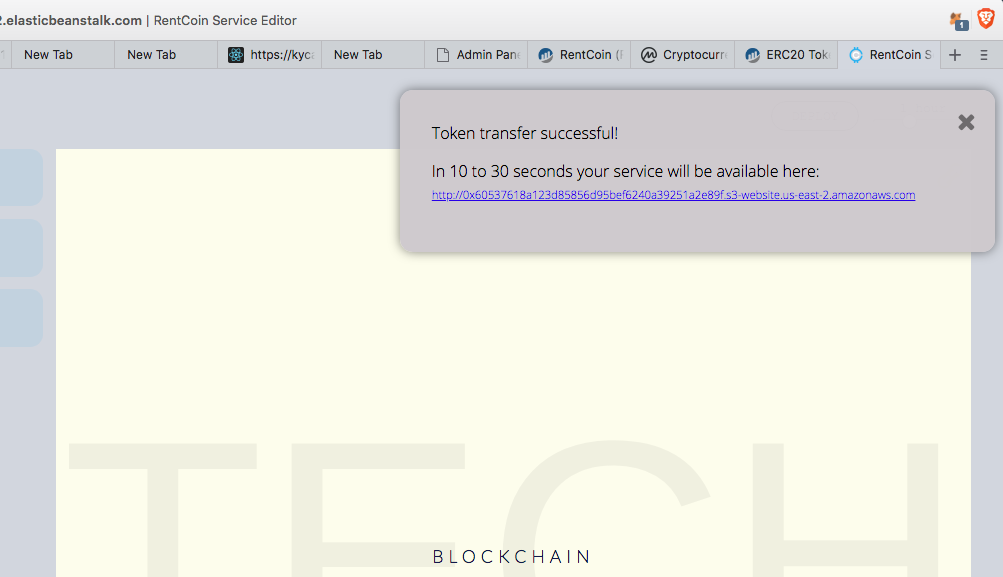 2.elasticbeanstalk.com | RentCoin Service Editor
1
New Tab
New Tab
https://kyc
New Tab
Admin Pan
RentCoin (
Cryptocurr
ERC20 Tok
RentCoin S
Token transfer successful!
In 10 to 30 seconds your service will be available here:
http://0x60537618a123d85856d95bef6240a39251a2e89f.s3-website.us-east-2.amazonaws.com
TECH
BLOCKCHAIN